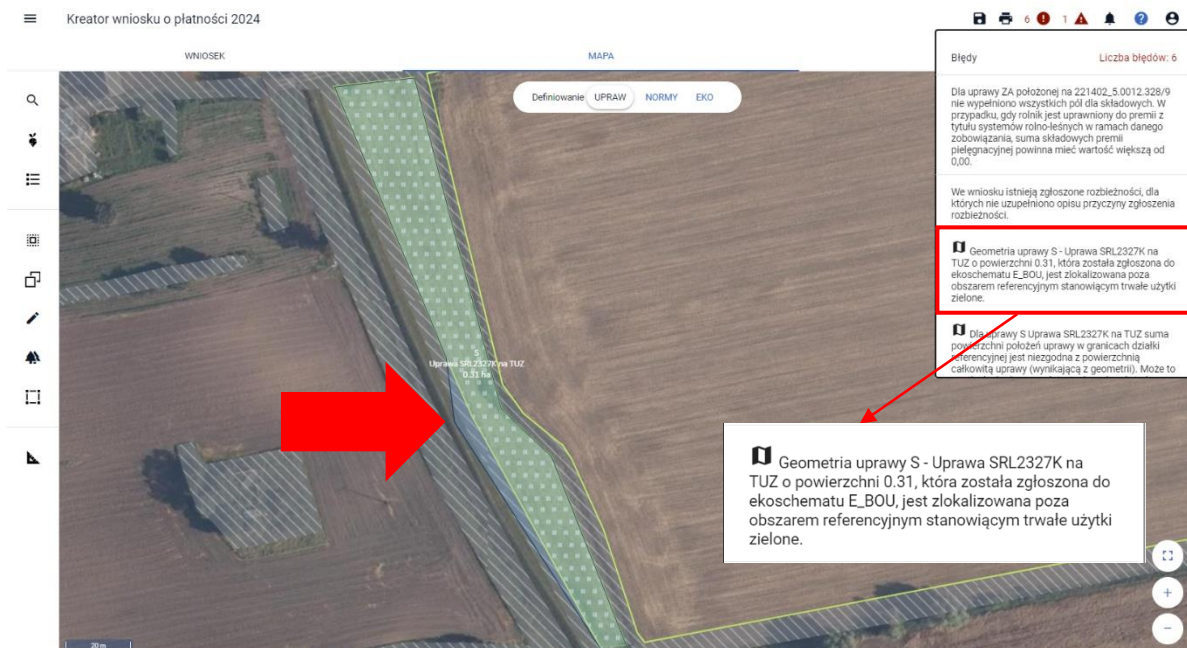 Kreator wniosku o płatności 2024
6
1
WNIOSEK
MAPA
Definiowanie UPRAW NORMY EKO
Błędy
Liczba błędów: 6
Dla uprawy ZA położonej na 221402_5.0012.328/9
nie wypełniono wszystkich pól dla składowych. W
przypadku, gdy rolnik jest uprawniony do premii z
tytułu systemów rolno-leśnych w ramach danego
zobowiązania, suma składowych premii
pielęgnacyjnej powinna mieć wartość większą od
0,00.
We wniosku istnieją zgłoszone rozbieżności, dla
których nie uzupełniono opisu przyczyny zgłoszenia
rozbieżności.
Geometria uprawy S - Uprawa SRL2327K na
TUZ o powierzchni 0.31, która została zgłoszona do
ekoschematu E_BOU, jest zlokalizowana poza
obszarem referencyjnym stanowiącym trwałe użytki
zielone.
Dla uprawy S Uprawa SRL2327K na TUZ suma
powierzchni położeń uprawy w granicach działki
referencyjnej jest niezgodna z powierzchnią
całkowitą uprawy (wynikającą z geometrii). Może to
S
Uprawa SRL2327K na TUZ
0.31 ha
Geometria uprawy S - Uprawa SRL2327K na
TUZ o powierzchni 0.31, która została zgłoszona do
ekoschematu E_BOU, jest zlokalizowana poza
obszarem referencyjnym stanowiącym trwałe użytki
zielone.
20 m